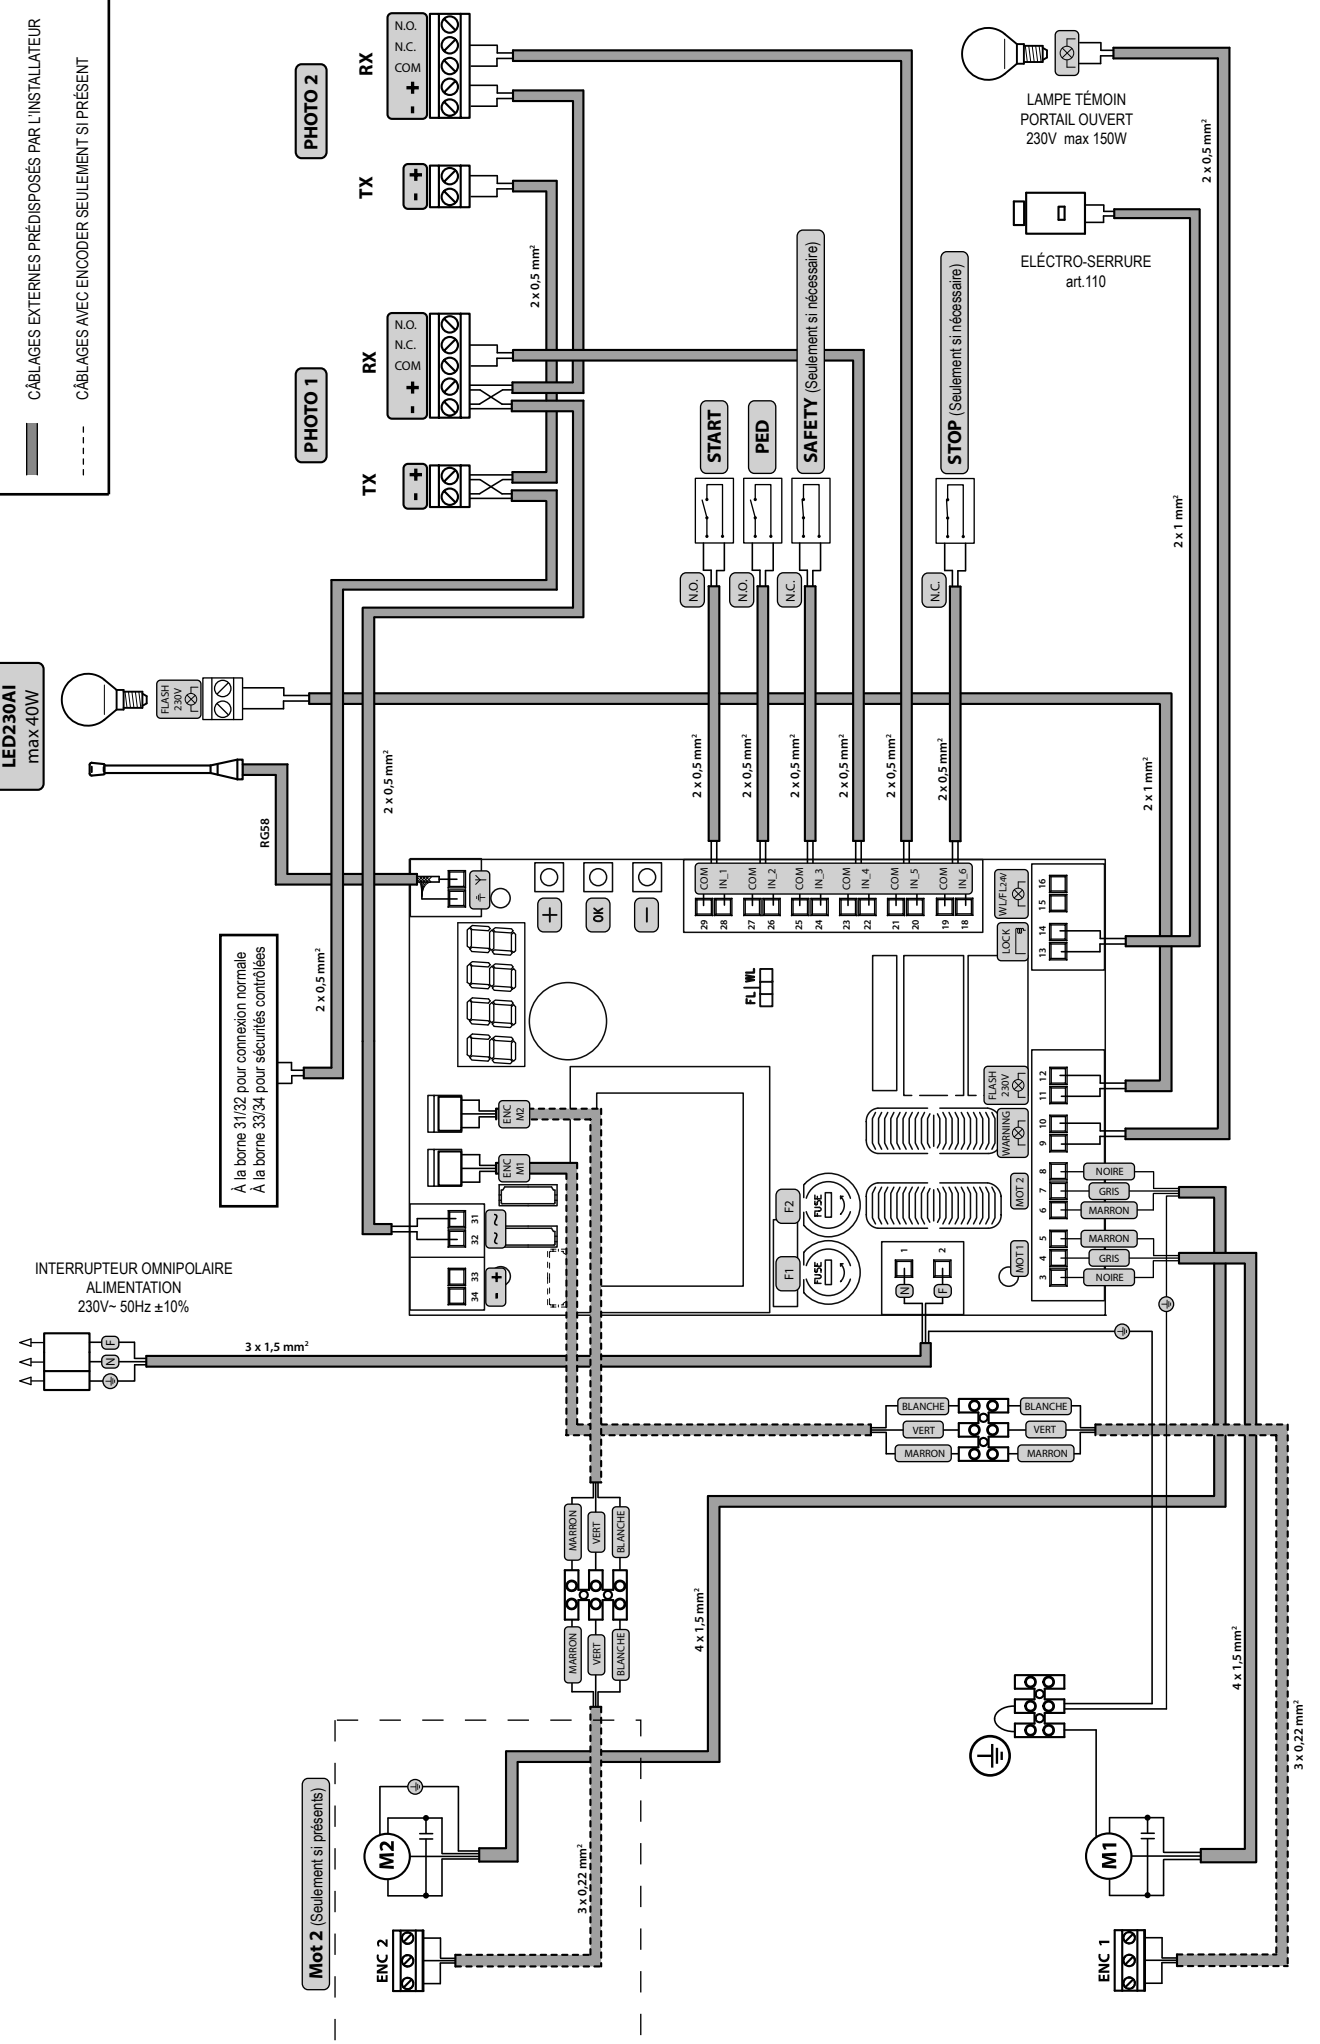 CÂBLAGES EXTERNES PRÉDISPOSÉS PAR L'INSTALLATEUR
CÂBLAGES AVEC ENCODER SEULEMENT SI PRÉSENT
LED230AI
max 40W
FLASH
230V
RG58
PHOTO 2
RX
N.O.
N.C.
COM
+
-
TX
- +
2 x 0,5 mm²
PHOTO 1
RX
N.O.
N.C.
COM
+
-
TX
- +
2 x 0,5 mm²
LAMPE TÉMOIN
PORTAIL OUVERT
230V max 150W
2 x 0,5 mm²
ELÉCTRO-SERRURE
art.110
2 x 1 mm²
START
PED
SAFETY (Seulement si nécessaire)
STOP (Seulement si nécessaire)
N.O.
N.O.
N.C.
N.C.
2 x 0,5 mm²
2 x 0,5 mm²
2 x 0,5 mm²
2 x 0,5 mm²
2 x 0,5 mm²
2 x 0,5 mm²
2 x 1 mm²
À la borne 31/32 pour connexion normale
À la borne 33/34 pour sécurités contrôlées
2 x 0,5 mm²
+
OK
-
COM
IN_1
COM
IN_2
COM
IN_3
COM
IN_4
COM
IN_5
COM
IN_6
29
28
27
26
25
24
23
22
21
20
19
18
FL WL
WL/FL24V
LOCK
16
15
14
13
FLASH
230V
WARNING
12
11
10
9
8
7
6
5
4
3
MOT 2
MOT 1
NOIRE
GRIS
MARRON
MARRON
GRIS
NOIRE
ENC
M2
ENC
M1
31
32
~ ~
33
34
- +
F2
FUSE
F1
FUSE
1
2
N
F
INTERRUPTEUR OMNIPOLAIRE
ALIMENTATION
230V~ 50Hz ±10%
F
N
3 x 1,5 mm²
BLANCHE
VERT
MARRON
BLANCHE
VERT
MARRON
MARRON
VERT
BLANCHE
MARRON
VERT
BLANCHE
4 x 1,5 mm²
4 x 1,5 mm²
3 x 0,22 mm²
3 x 0,22 mm²
Mot 2 (Seulement si présents)
M2
ENC 2
M1
ENC 1